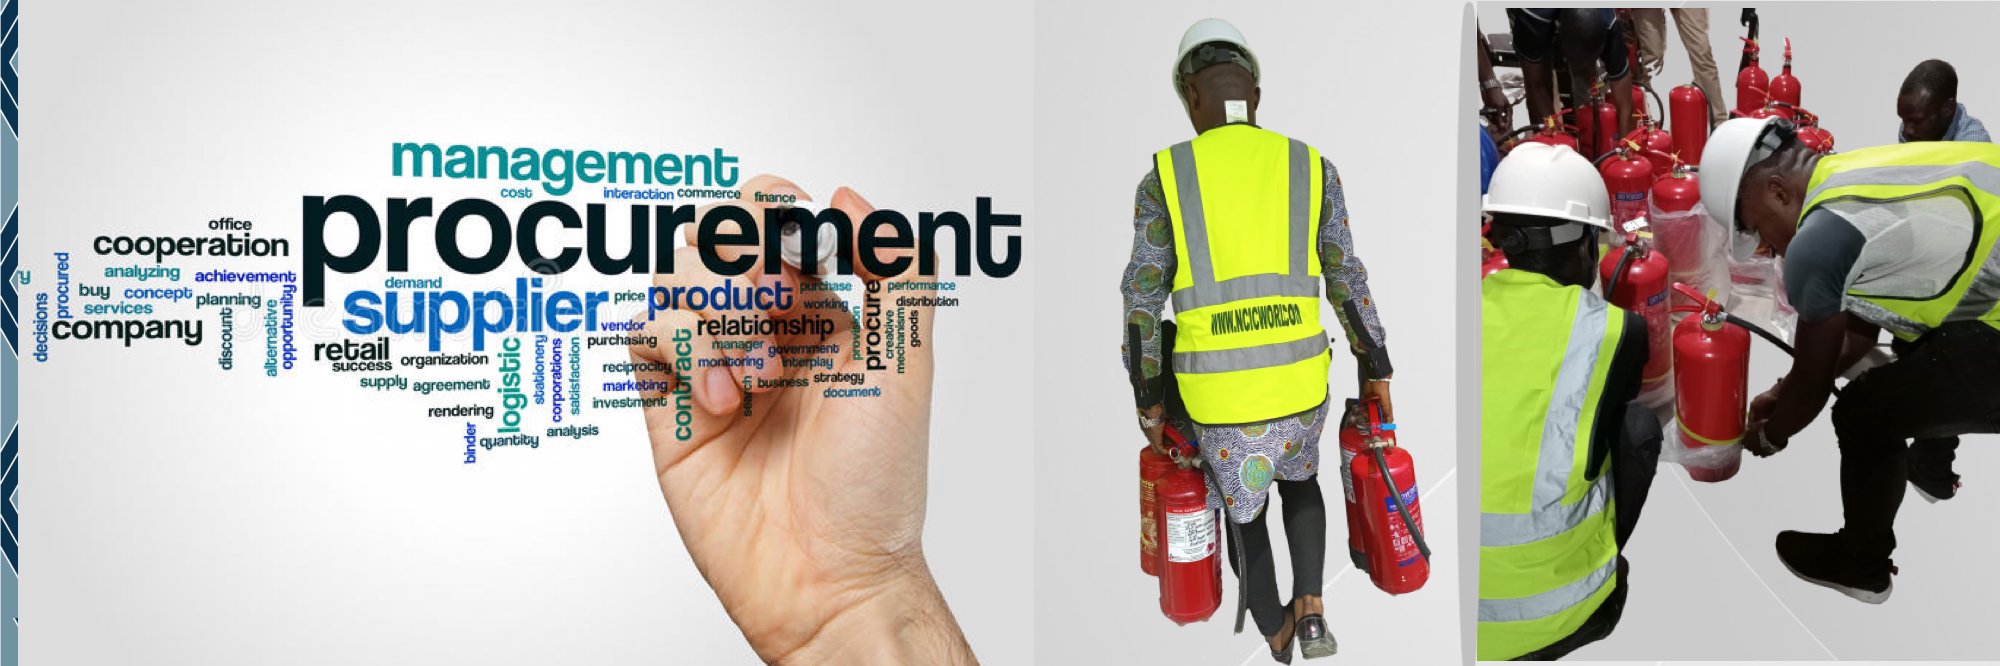 management
cost
interaction
commerce
finance
procurement
office
cooperation
analyzing
achievement
procured
buy
concept
planning
services
decisions
company
discount
alternative
opportunity
demand
supplier
price
product
purchase
performance
working
distribution
retail
success
organization
vendor
purchasing
relationship
provision
procure
creative
mechanism
goods
supply
agreement
logistic
stationery
corporations
satisfaction
reciprocity
marketing
investment
contract
manager
government
monitoring
interplay
search
business
strategy
document
rendering
binder
quantity
analysis
DRY POWDER